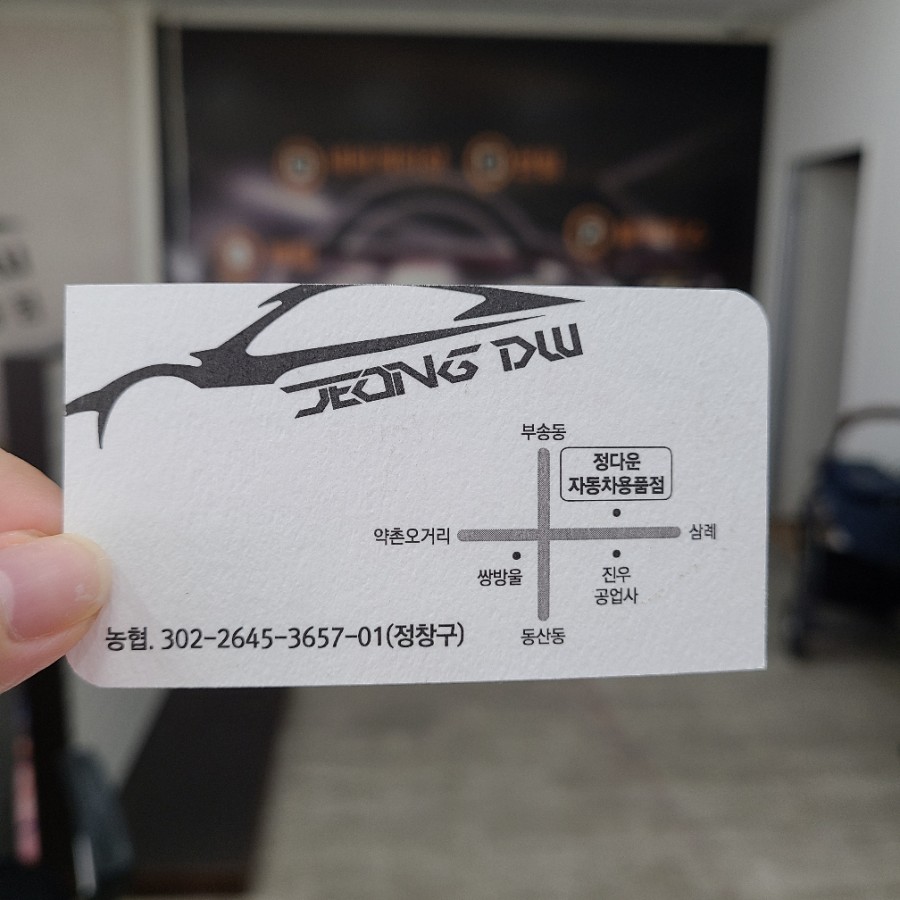 JEONG DW
부송동
정다운
자동차용품점
약촌오거리
삼례
쌍방울
진우
공업사
동산동
농협. 302-2645-3657-01(정창구)